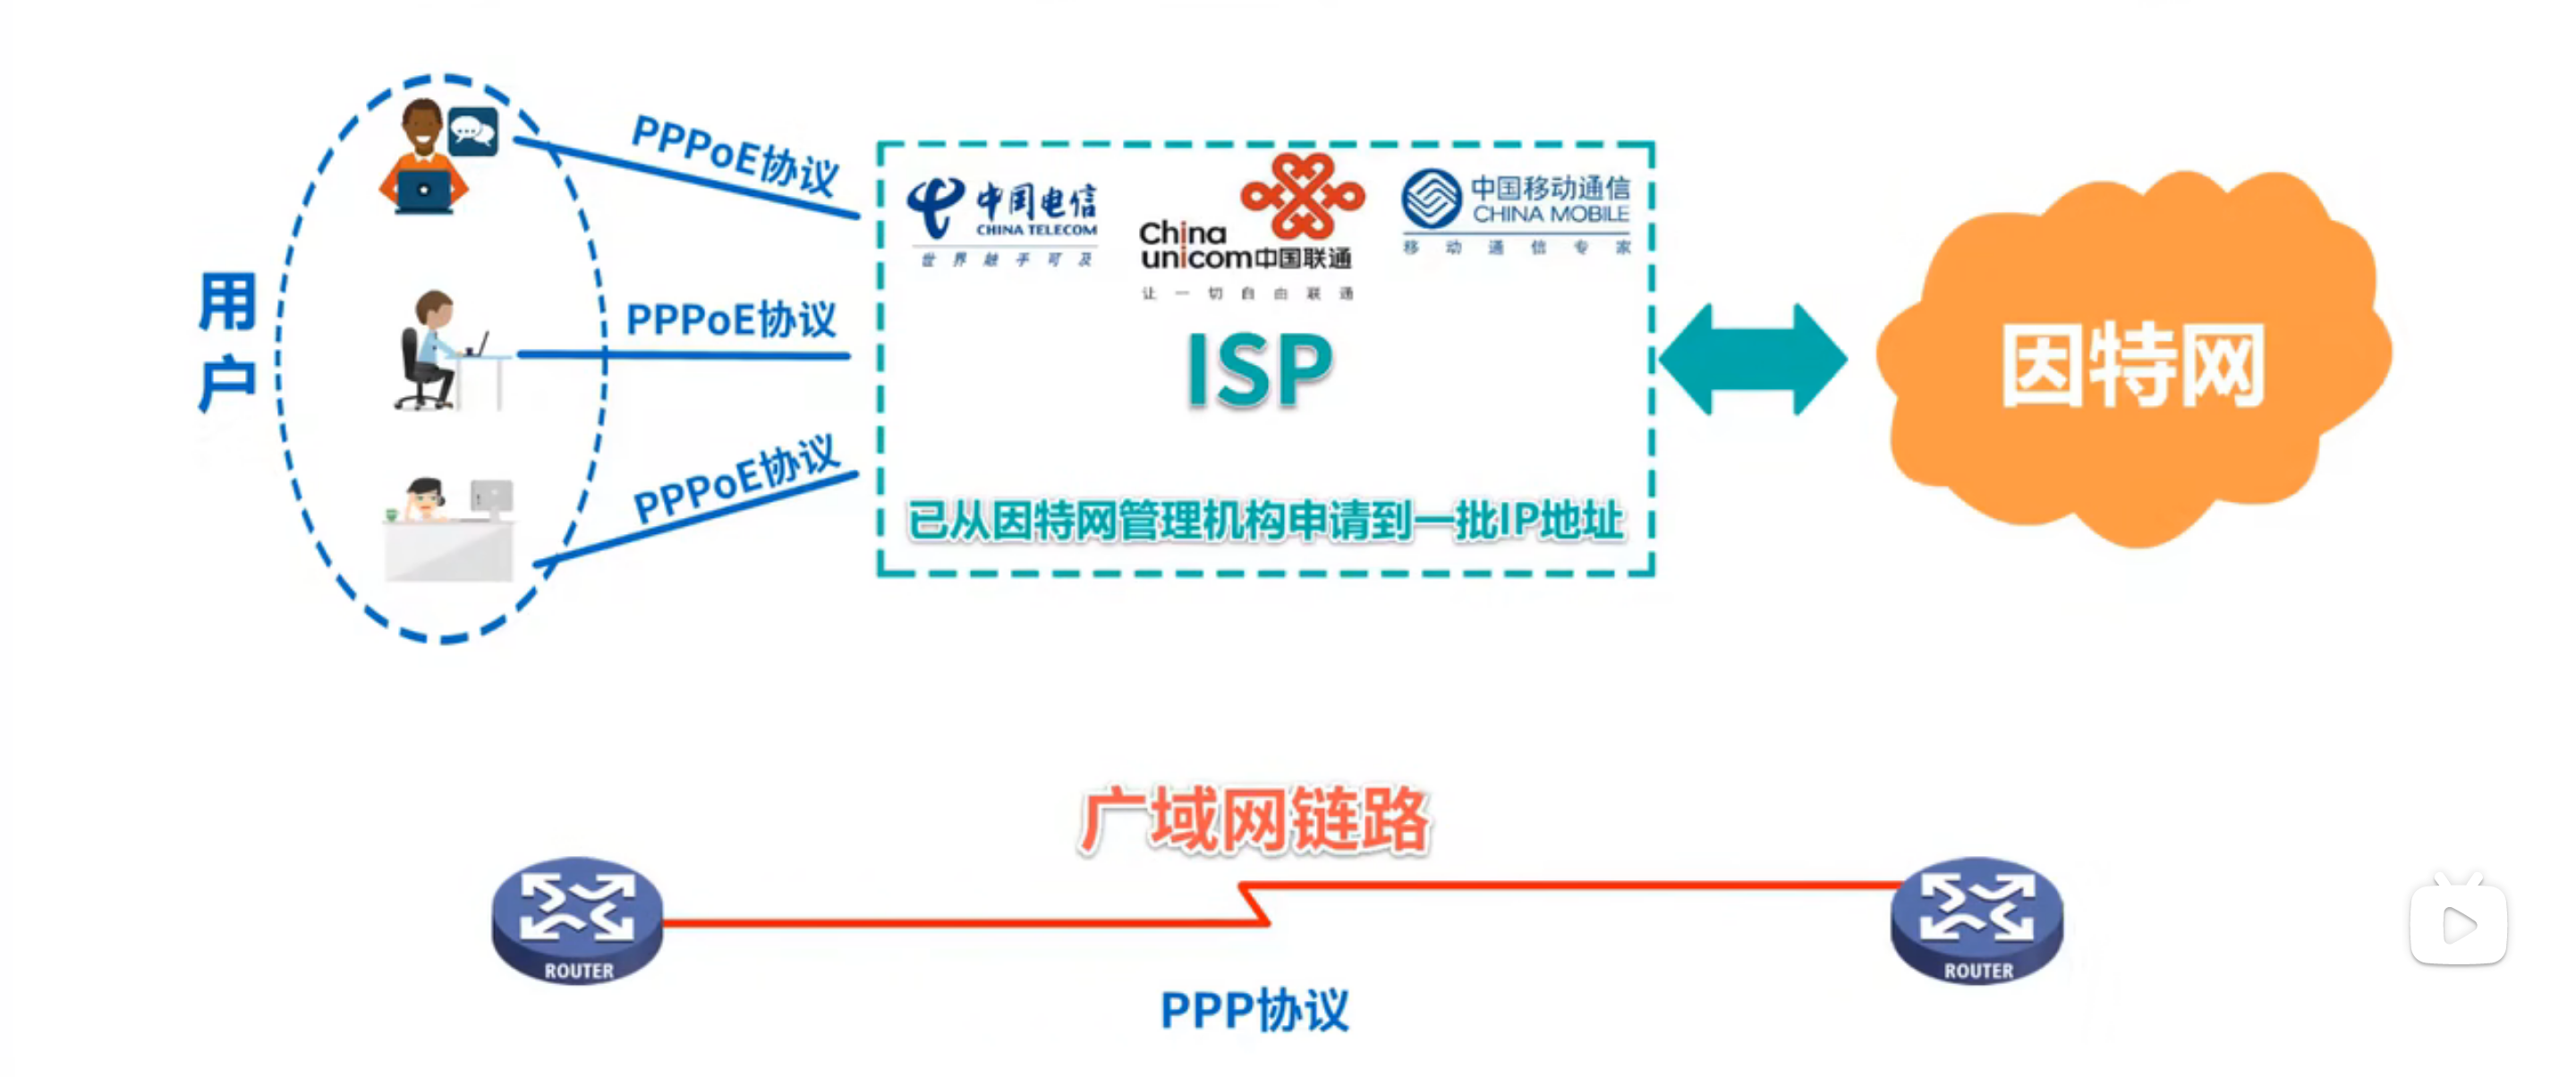 用户
PPPoE协议
PPPoE协议
PPPoE协议
中国电信
CHINA TELECOM
世界触手可及
China
unicom中国联通
让一切自由联通
中国移动通信
CHINA MOBILE
移动通信专家
ISP
已从因特网管理机构申请到一批IP地址
因特网
广域网链路
ROUTER
ROUTER
PPP协议